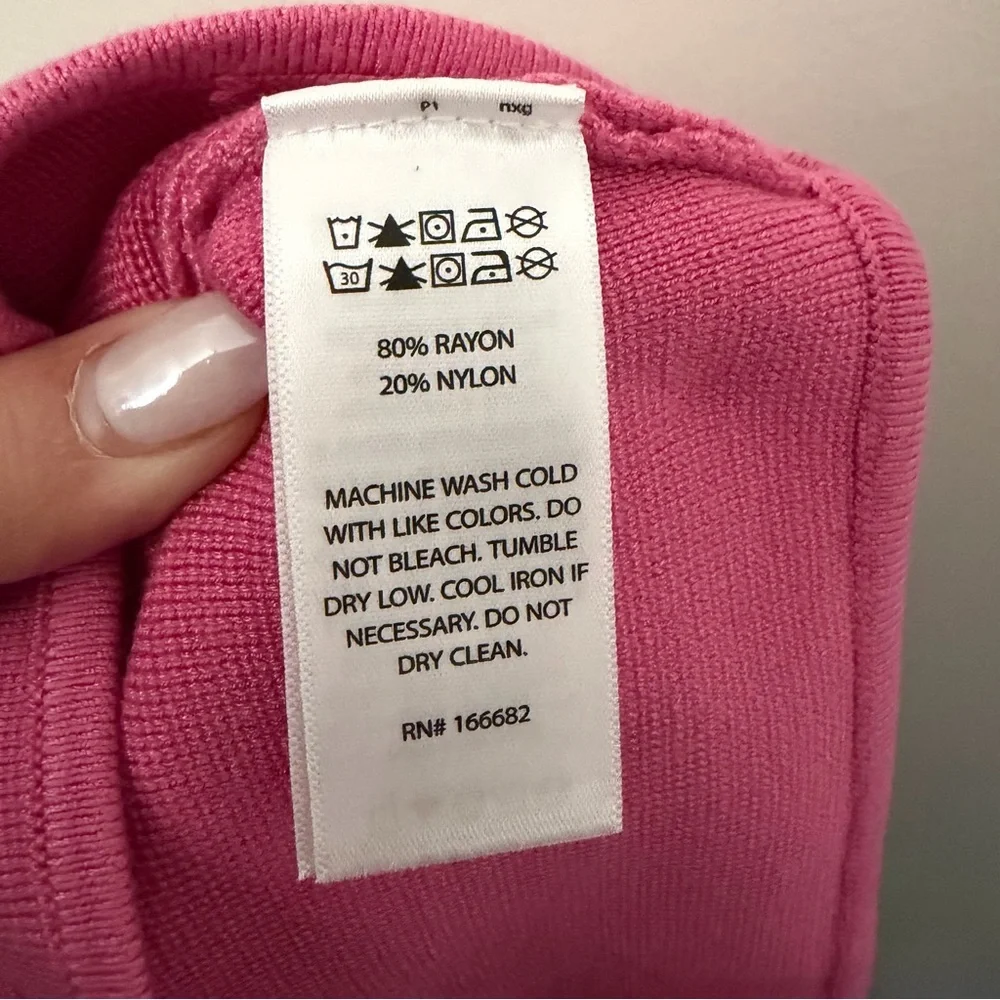 P1 nxg
30
80% RAYON
20% NYLON
MACHINE WASH COLD
WITH LIKE COLORS. DO
NOT BLEACH. TUMBLE
DRY LOW. COOL IRON IF
NECESSARY. DO NOT
DRY CLEAN.
RN# 166682